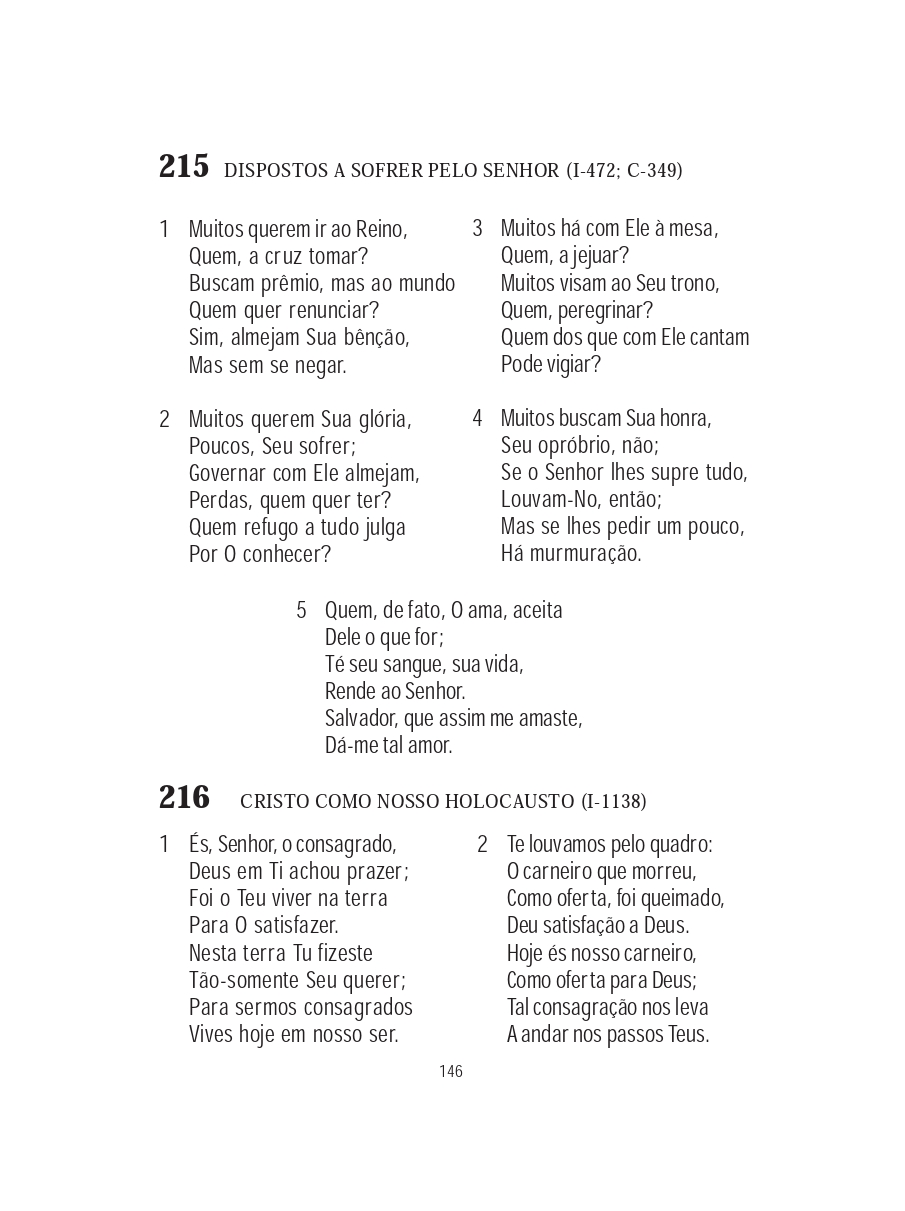 215 DISPOSTOS A SOFRER PELO SENHOR (I-472; C-349)
1 Muitos querem ir ao Reino,
Quem, a cruz tomar?
Buscam prêmio, mas ao mundo
Quem quer renunciar?
Sim, almejam Sua bênção,
Mas sem se negar.
2 Muitos querem Sua glória,
Poucos, Seu sofrer;
Governar com Ele almejam,
Perdas, quem quer ter?
Quem refugo a tudo julga
Por O conhecer?
3 Muitos há com Ele à mesa,
Quem, a jejuar?
Muitos visam ao Seu trono,
Quem, peregrinar?
Quem dos que com Ele cantam
Pode vigiar?
4 Muitos buscam Sua honra,
Seu opróbrio, não;
Se o Senhor lhes supre tudo,
Louvam-No, então;
Mas se lhes pedir um pouco,
Há murmuração.
5 Quem, de fato, O ama, aceita
Dele o que for;
Té seu sangue, sua vida,
Rende ao Senhor.
Salvador, que assim me amaste,
Dá-me tal amor.
216 CRISTO COMO NOSSO HOLOCAUSTO (I-1138)
1 És, Senhor, o consagrado,
Deus em Ti achou prazer;
Foi o Teu viver na terra
Para O satisfazer.
Nesta terra Tu fizeste
Tão-somente Seu querer;
Para sermos consagrados
Vives hoje em nosso ser.
2 Te louvamos pelo quadro:
O carneiro que morreu,
Como oferta, foi queimado,
Deu satisfação a Deus.
Hoje és nosso carneiro,
Como oferta para Deus;
Tal consagração nos leva
A andar nos passos Teus.
146